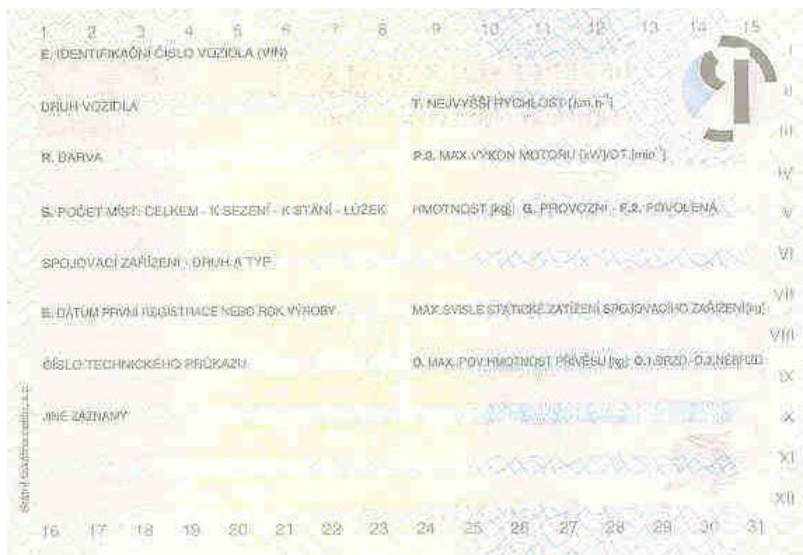 1 2 3 4 5 6 7 8 9 10 11 12 13 14 15
E. IDENTIFIKAČNÍ ČÍSLO VOZIDLA (VIN)
I
DRUH VOZIDLA
T. NEJVYŠŠÍ RYCHLOST [km.h⁻¹]
II
III
R. BARVA
P.2. MAX. VÝKON MOTORU [kW]/OT. [min⁻¹]
IV
S. POČET MÍST: CELKEM - K SEZENÍ - K STÁNÍ - LŮŽEK
HMOTNOST [kg]: G. PROVOZNÍ - F.2. POVOLENÁ
V
SPOJOVACÍ ZAŘÍZENÍ - DRUH A TYP
VI
VII
B. DATUM PRVNÍ REGISTRACE NEBO ROK VÝROBY
MAX. SVISLÉ STATICKÉ ZATÍŽENÍ SPOJOVACÍHO ZAŘÍZENÍ [kg]
VIII
ČÍSLO TECHNICKÉHO PRŮKAZU
O. MAX. POV. HMOTNOST PŘÍVĚSU [kg]: O.1. BRZD. - O.2. NEBRZD.
IX
JINÉ ZÁZNAMY
X
XI
XII
16 17 18 19 20 21 22 23 24 25 26 27 28 29 30 31